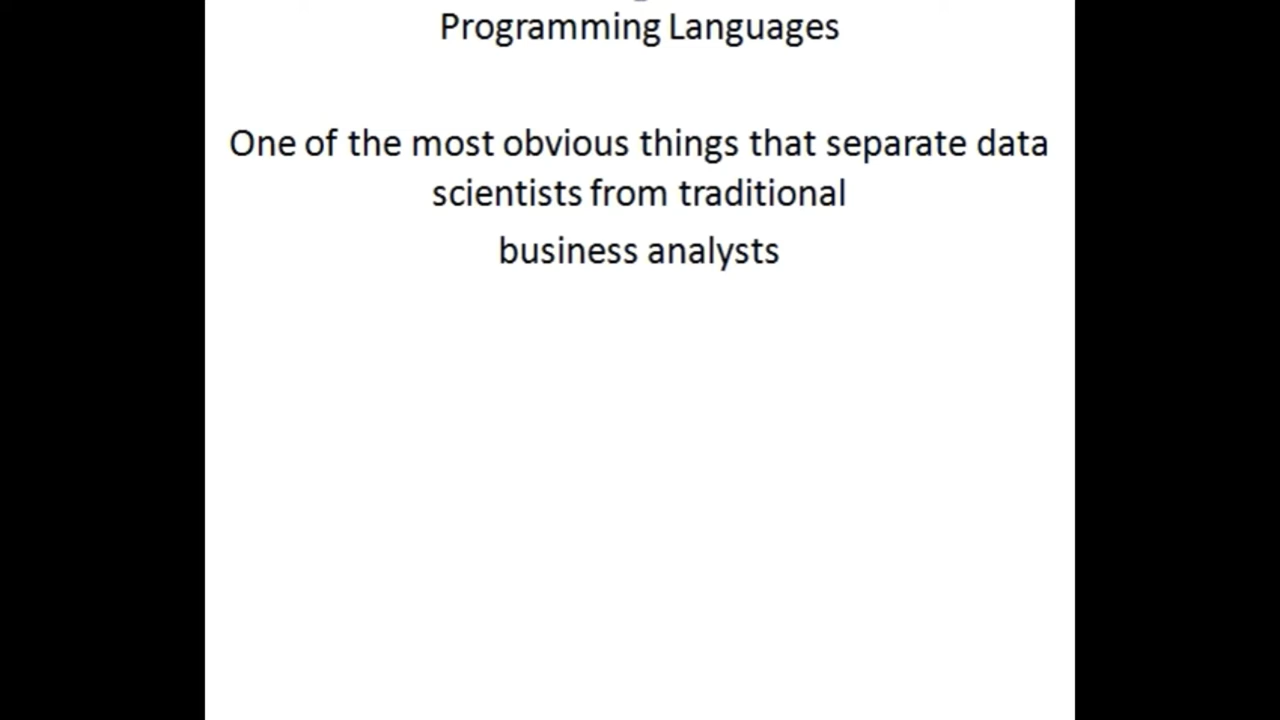 Programming Languages
One of the most obvious things that separate data
scientists from traditional
business analysts